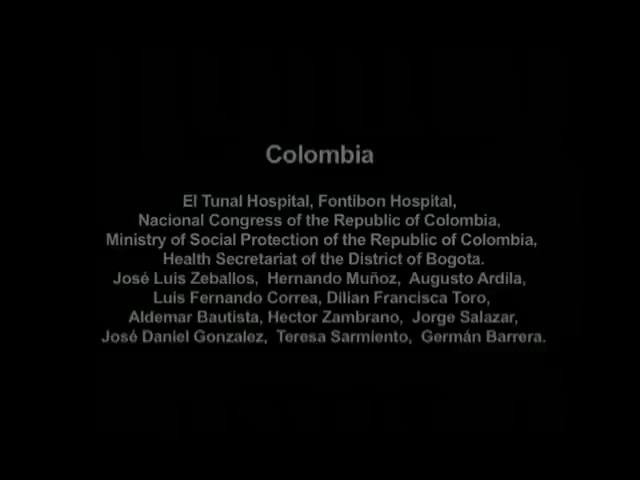 Colombia
El Tunal Hospital, Fontibon Hospital,
Nacional Congress of the Republic of Colombia,
Ministry of Social Protection of the Republic of Colombia,
Health Secretariat of the District of Bogota.
José Luis Zeballos, Hernando Muñoz, Augusto Ardila,
Luis Fernando Correa, Dilian Francisca Toro,
Aldemar Bautista, Hector Zambrano, Jorge Salazar,
José Daniel Gonzalez, Teresa Sarmiento, Germán Barrera.